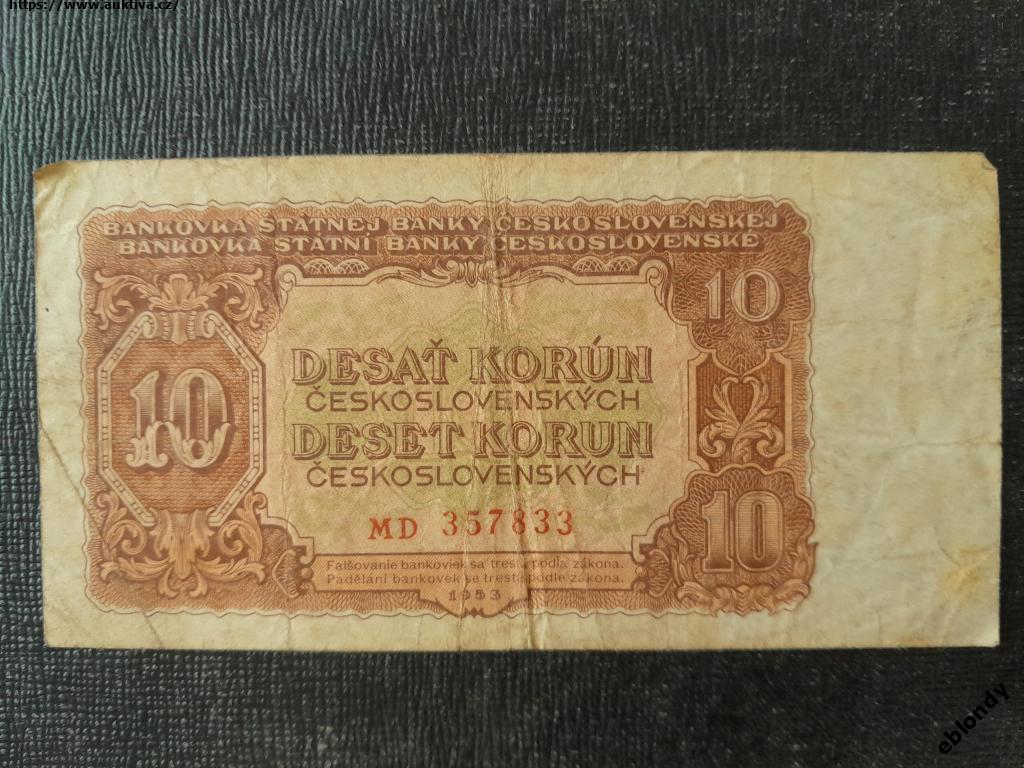 https://www.auktiva.cz/
BANKOVKA ŠTÁTNEJ BANKY ČESKOSLOVENSKEJ
BANKOVKA STÁTNÍ BANKY ČESKOSLOVENSKÉ
10
10
DESAŤ KORÚN
ČESKOSLOVENSKÝCH
DESET KORUN
ČESKOSLOVENSKÝCH
MD 357833
10
Falšovanie bankoviek sa trestá podľa zákona.
Padělání bankovek se trestá podle zákona.
1953
eblondy